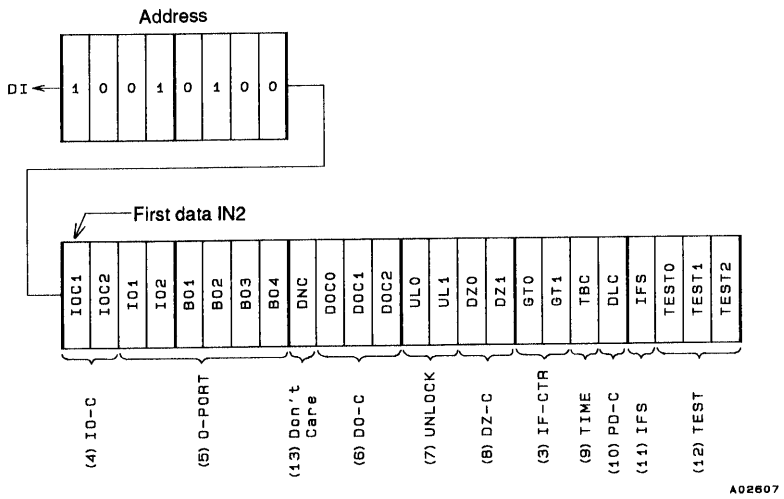 Address
DI
1 0 0 1 0 1 0 0
First data IN2
IOC1
IOC2
IO1
IO2
BO1
BO2
BO3
BO4
DNC
DOC0
DOC1
DOC2
UL0
UL1
DZ0
DZ1
GT0
GT1
TBC
DLC
IFS
TEST0
TEST1
TEST2
(4) IO-C
(5) O-PORT
(13) Don't
Care
(6) DO-C
(7) UNLOCK
(8) DZ-C
(3) IF-CTR
(9) TIME
(10) PD-C
(11) IFS
(12) TEST
A02607